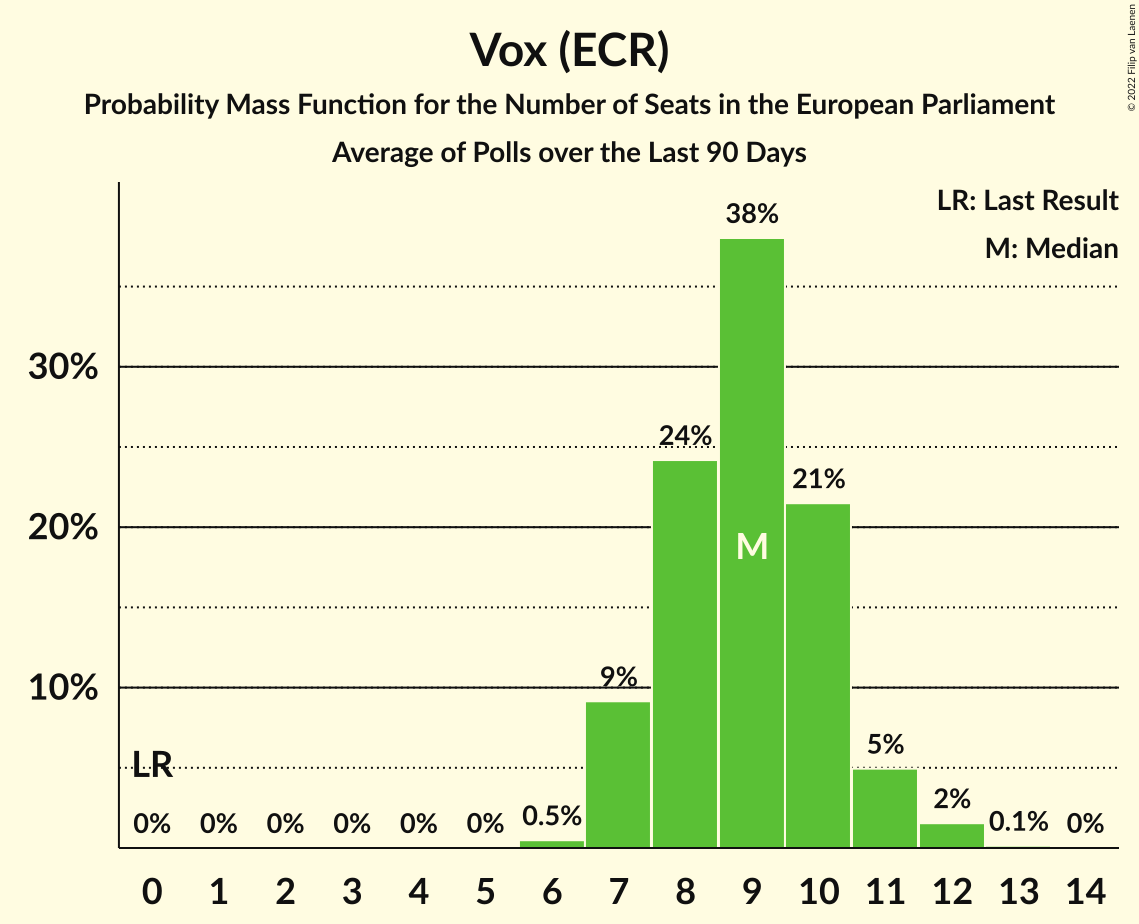 Vox (ECR)
Probability Mass Function for the Number of Seats in the European Parliament
Average of Polls over the Last 90 Days
© 2022 Filip van Laenen
LR: Last Result
M: Median
38%
30%
24%
21%
20%
M
9%
10%
5%
LR
2%
0% 0% 0% 0% 0% 0% 0.5% 0.1% 0%
0 1 2 3 4 5 6 7 8 9 10 11 12 13 14